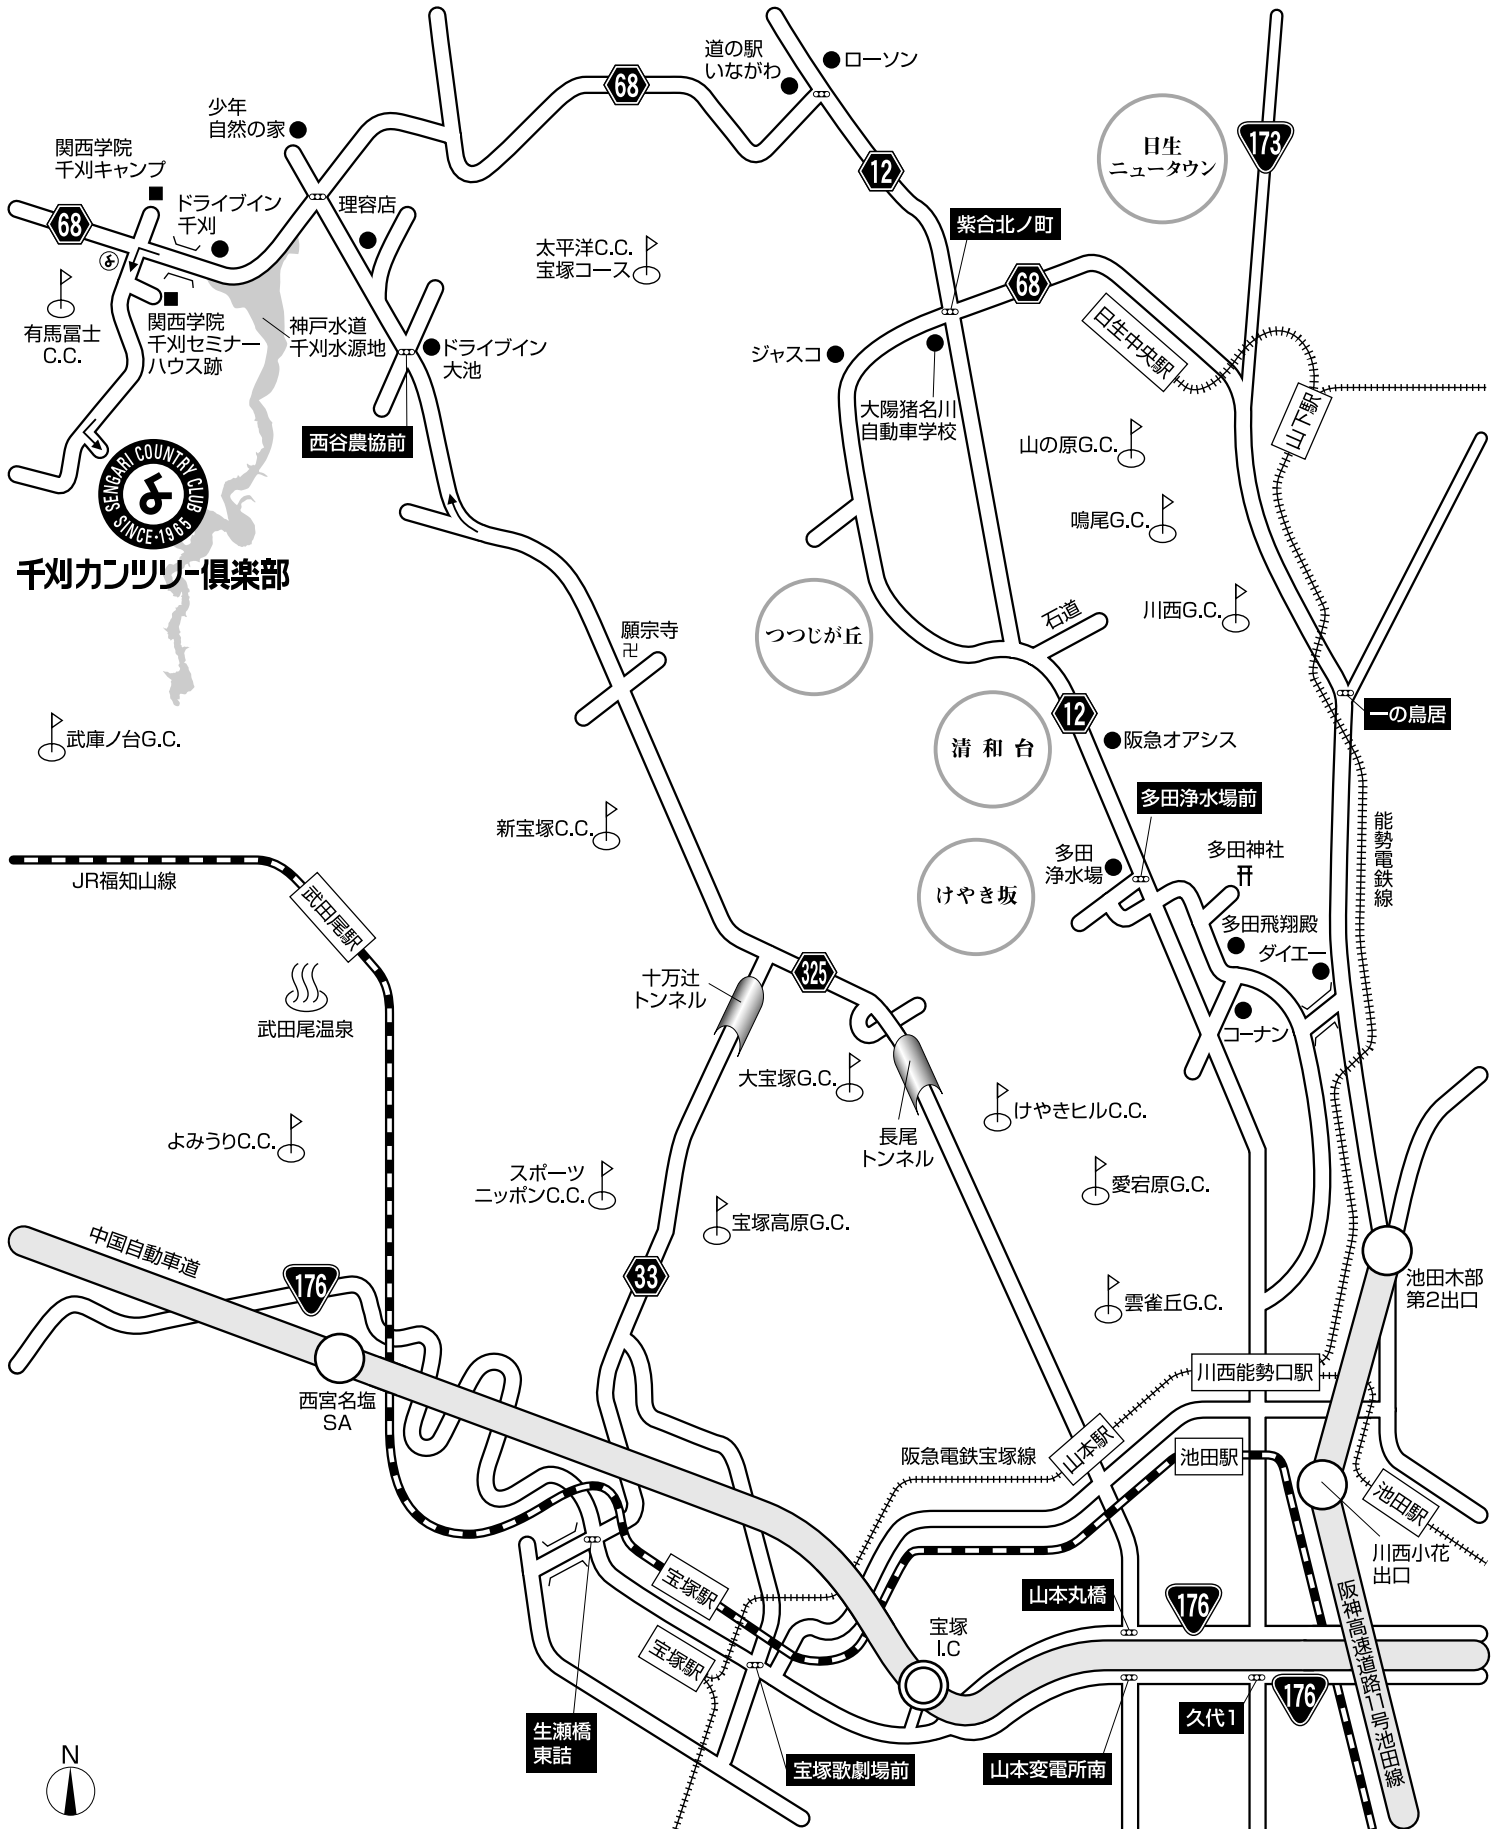 道の駅
いながわ
ローソン
68
少年
自然の家
関西学院
千刈キャンプ
12
日生
ニュータウン
173
ドライブイン
千刈
理容店
68
紫合北ノ町
太平洋C.C.
宝塚コース
68
有馬冨士
C.C.
関西学院
千刈セミナー
ハウス跡
神戸水道
千刈水源地
ドライブイン
大池
ジャスコ
日生中央駅
大陽猪名川
自動車学校
山下駅
西谷農協前
山の原G.C.
SENGARI COUNTRY CLUB
SINCE・1965
千刈カンツリー倶楽部
鳴尾G.C.
川西G.C.
石道
つつじが丘
願宗寺
卍
12
一の鳥居
武庫ノ台G.C.
清和台
阪急オアシス
多田浄水場前
新宝塚C.C.
能勢電鉄線
多田
浄水場
多田神社
JR福知山線
けやき坂
武田尾駅
多田飛翔殿
ダイエー
325
十万辻
トンネル
武田尾温泉
コーナン
大宝塚G.C.
けやきヒルC.C.
長尾
トンネル
よみうりC.C.
スポーツ
ニッポンC.C.
愛宕原G.C.
宝塚高原G.C.
中国自動車道
176
33
池田木部
第2出口
雲雀丘G.C.
川西能勢口駅
西宮名塩
SA
山本駅
阪急電鉄宝塚線
池田駅
池田駅
川西小花
出口
宝塚駅
山本丸橋
176
阪神高速道路11号池田線
宝塚
I.C
宝塚駅
176
久代1
生瀬橋
東詰
宝塚歌劇場前
山本変電所南
N